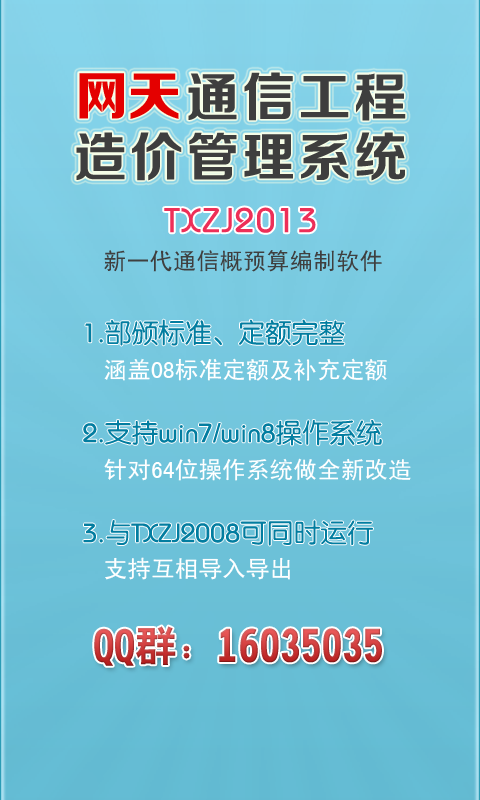 网天通信工程
造价管理系统
TXZJ2013
新一代通信概预算编制软件
1.部颁标准、定额完整
涵盖08标准定额及补充定额
2.支持win7/win8操作系统
针对64位操作系统做全新改造
3.与TXZJ2008可同时运行
支持互相导入导出
QQ群：16035035